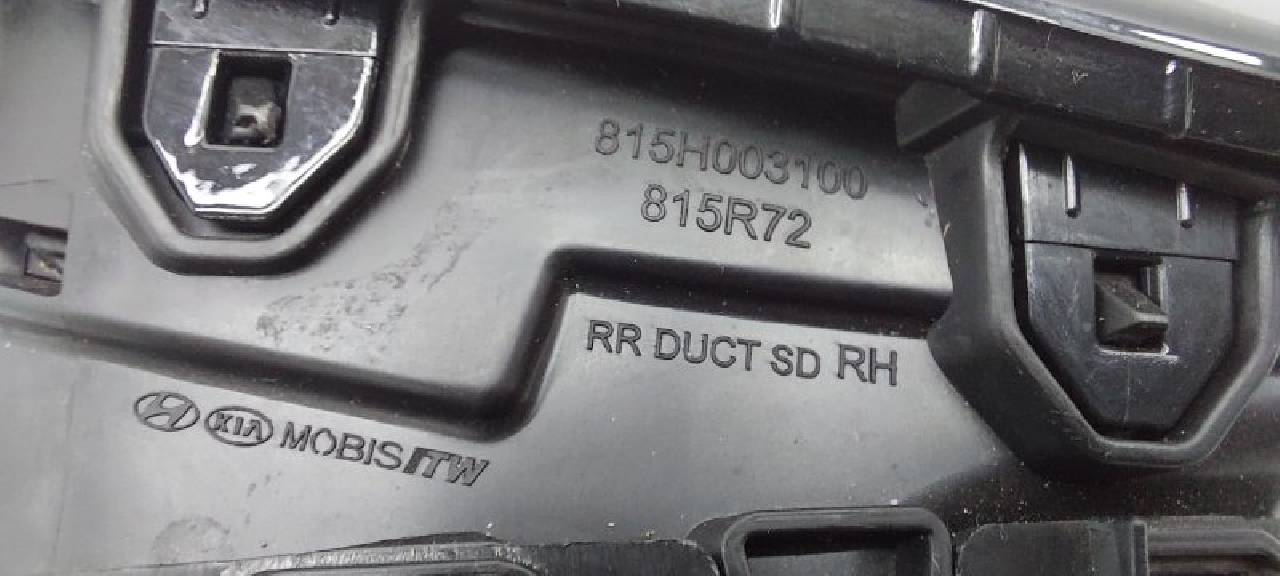 815H003100
815R72
RR DUCT SD RH
H KIA MOBIS ITW